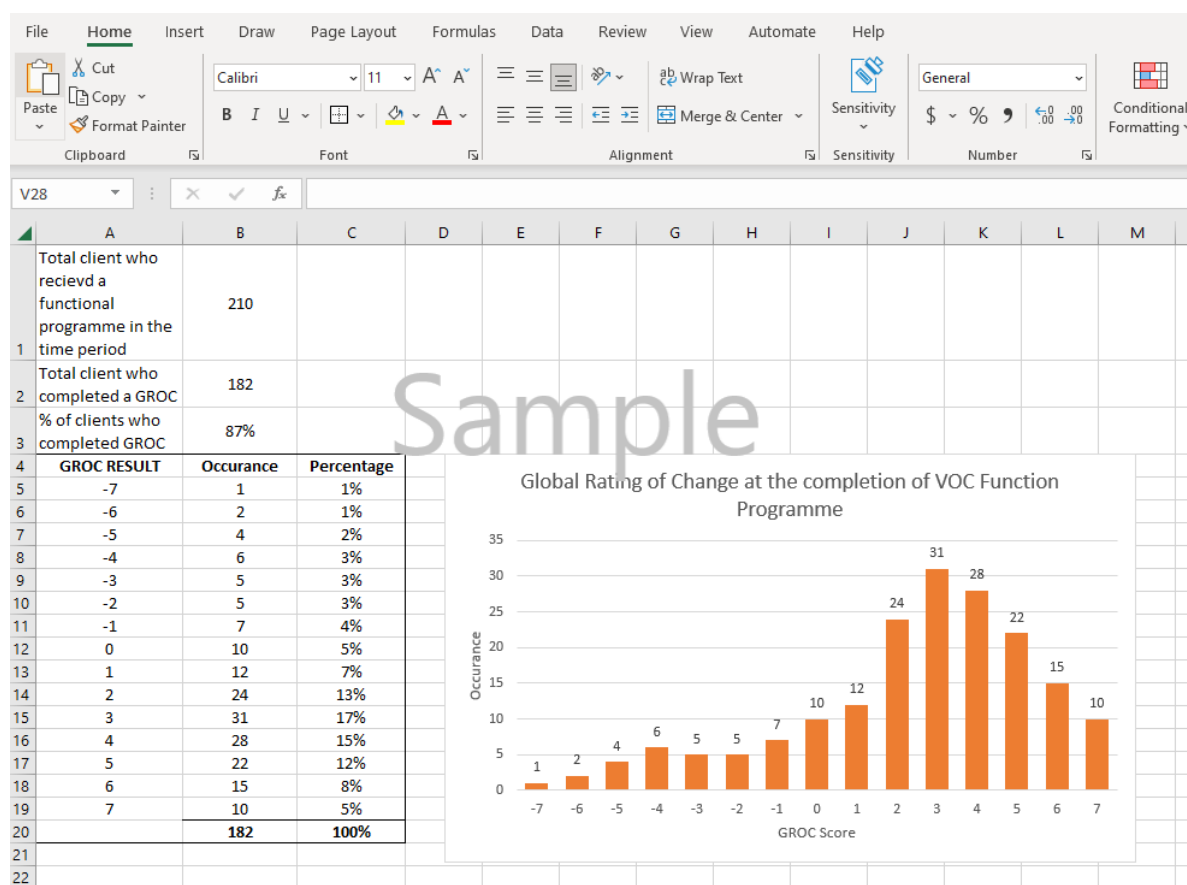 File Home Insert Draw Page Layout Formulas Data Review View Automate Help
Paste
Cut
Copy
Format Painter
Clipboard
Calibri 11 A^ A˅
B I U A
Font
Wrap Text
Merge & Center
Alignment
Sensitivity
Sensitivity
General
$ % 9 .00 .0
Number
Conditional
Formatting
V28 fx
A B C D E F G H I J K L M
Total client who
recievd a
functional
programme in the
1 time period 210
Total client who
2 completed a GROC 182
% of clients who
3 completed GROC 87%
Sample
4 GROC RESULT Occurance Percentage
5 -7 1 1%
6 -6 2 1%
7 -5 4 2%
8 -4 6 3%
9 -3 5 3%
10 -2 5 3%
11 -1 7 4%
12 0 10 5%
13 1 12 7%
14 2 24 13%
15 3 31 17%
16 4 28 15%
17 5 22 12%
18 6 15 8%
19 7 10 5%
20 182 100%
21
22
Global Rating of Change at the completion of VOC Function
Programme
35
30
25
20
15
10
5
0
Occurance
1 2 4 6 5 5 7 10 12 24 31 28 22 15 10
-7 -6 -5 -4 -3 -2 -1 0 1 2 3 4 5 6 7
GROC Score